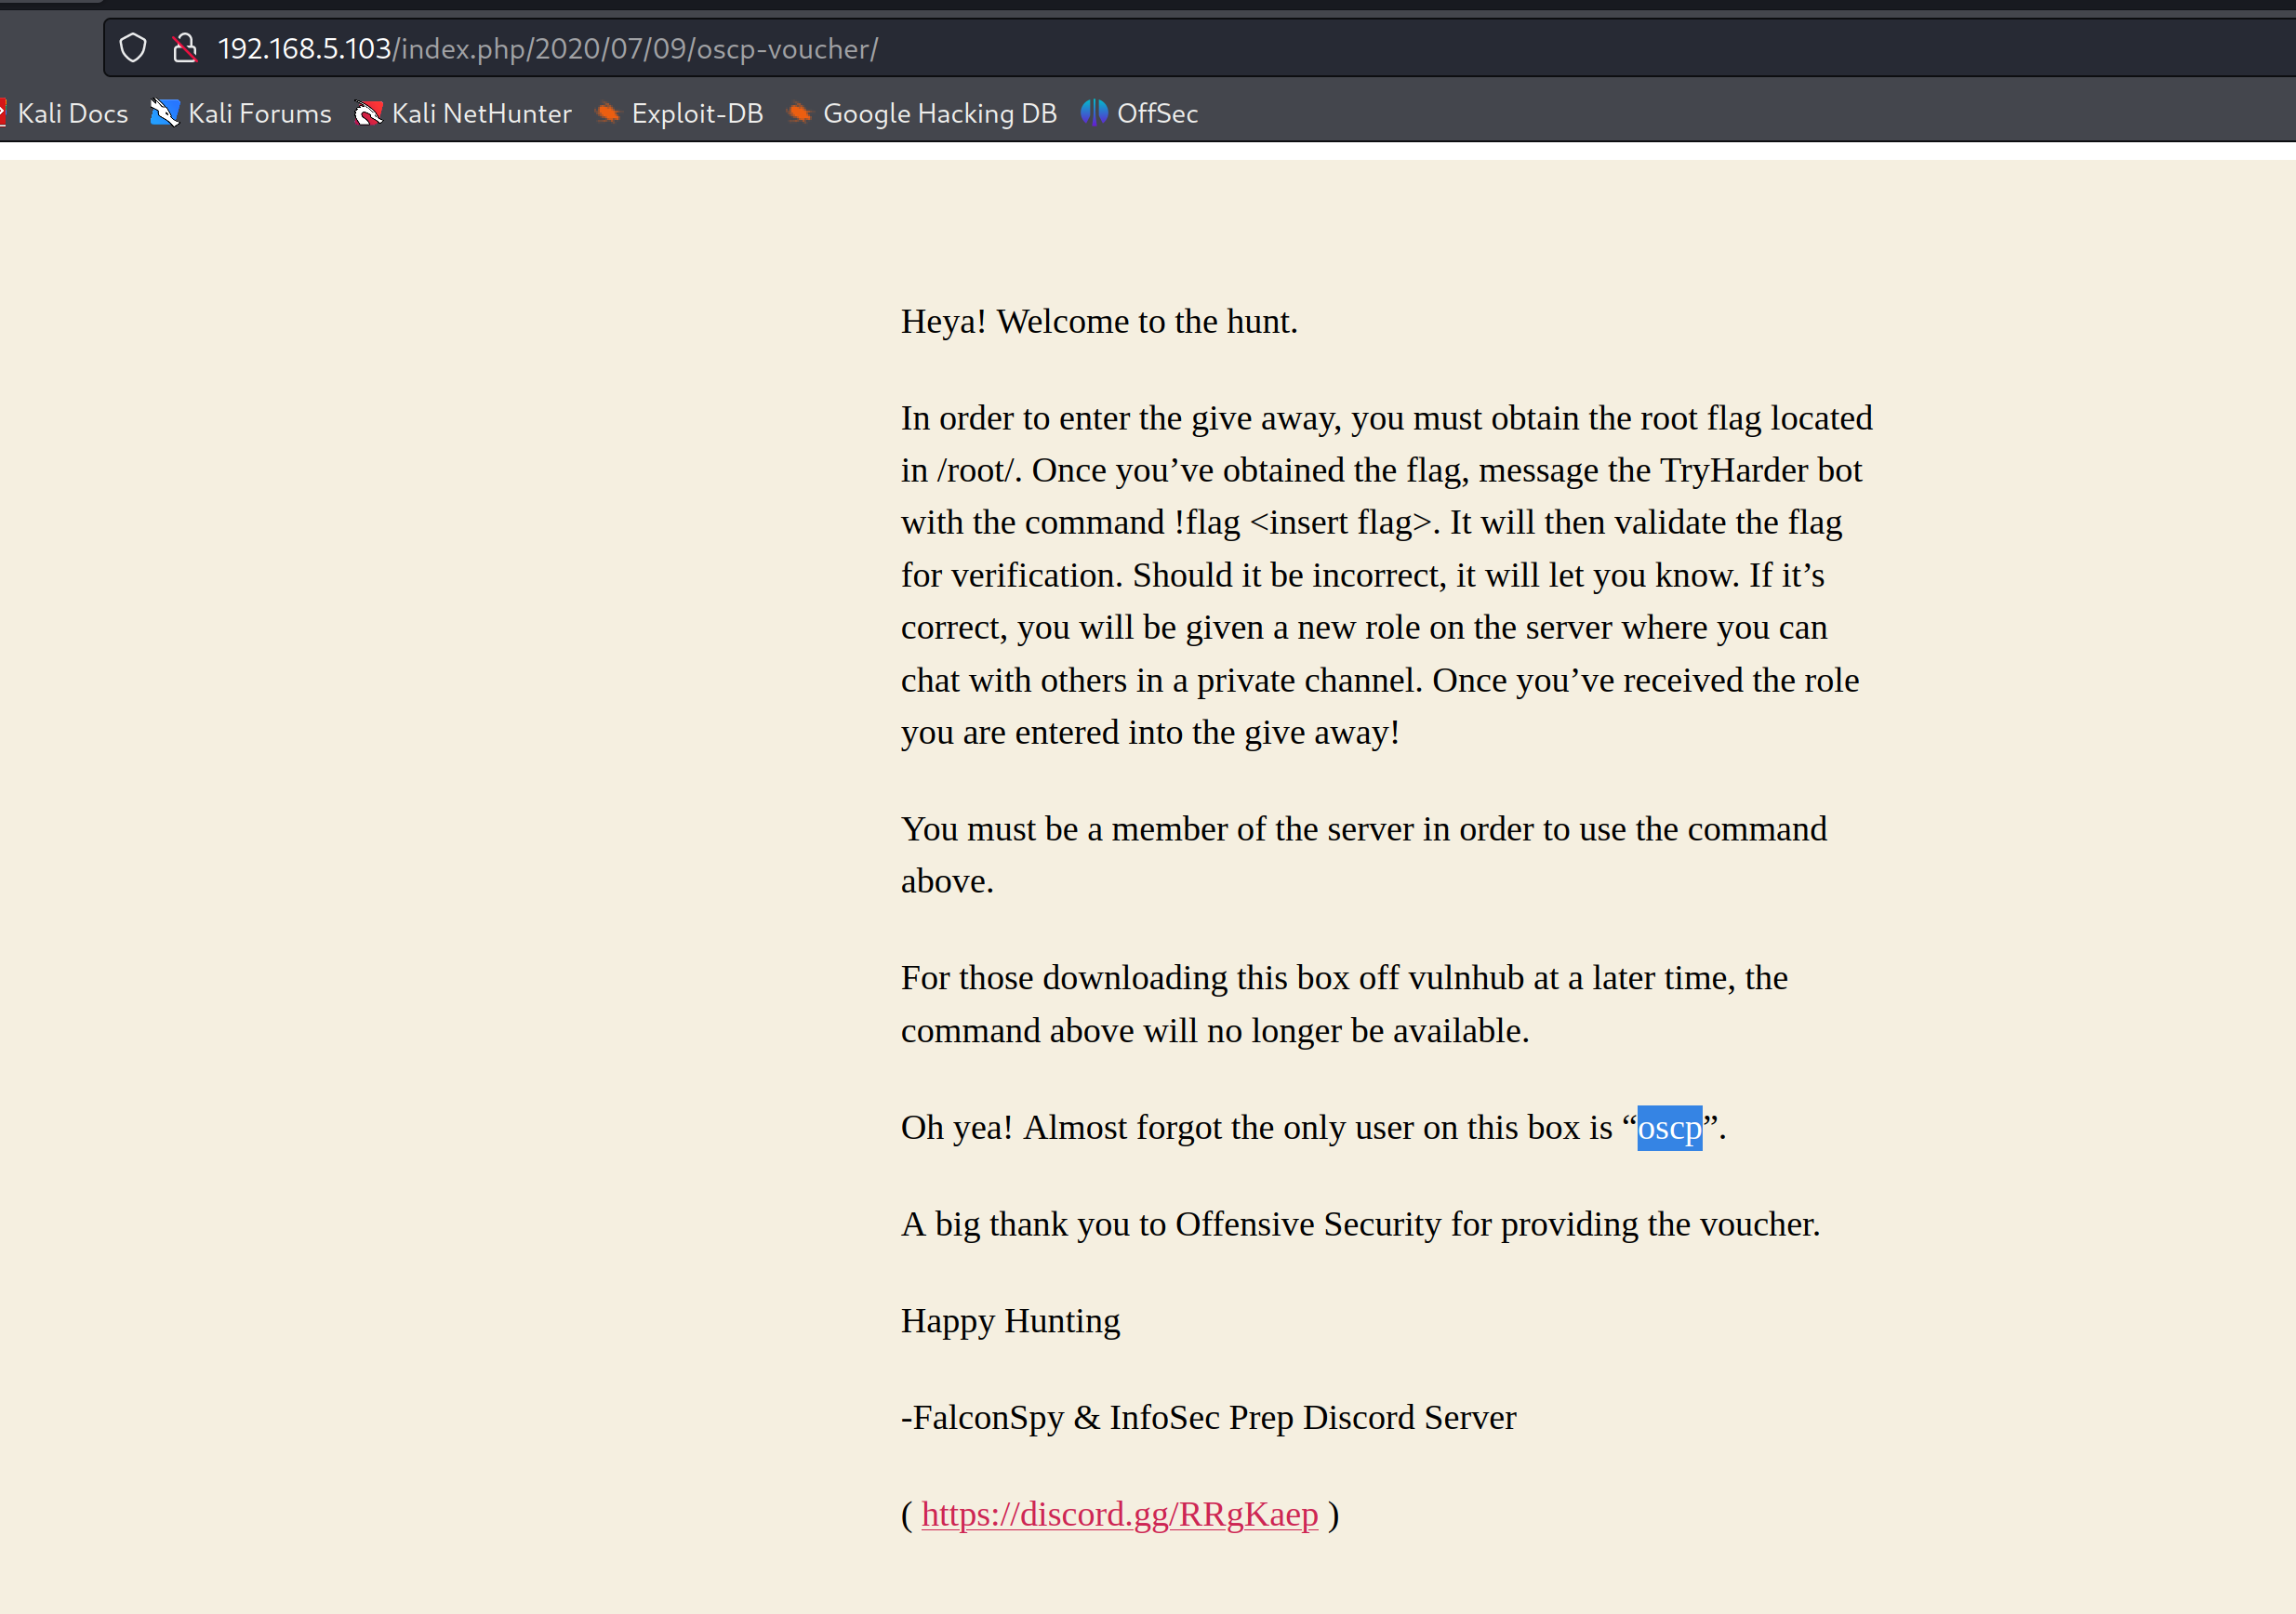 192.168.5.103/index.php/2020/07/09/oscp-voucher/
Kali Docs Kali Forums Kali NetHunter Exploit-DB Google Hacking DB OffSec
Heya! Welcome to the hunt.
In order to enter the give away, you must obtain the root flag located
in /root/. Once you’ve obtained the flag, message the TryHarder bot
with the command !flag <insert flag>. It will then validate the flag
for verification. Should it be incorrect, it will let you know. If it’s
correct, you will be given a new role on the server where you can
chat with others in a private channel. Once you’ve received the role
you are entered into the give away!
You must be a member of the server in order to use the command
above.
For those downloading this box off vulnhub at a later time, the
command above will no longer be available.
Oh yea! Almost forgot the only user on this box is “oscp”.
A big thank you to Offensive Security for providing the voucher.
Happy Hunting
-FalconSpy & InfoSec Prep Discord Server
( https://discord.gg/RRgKaep )